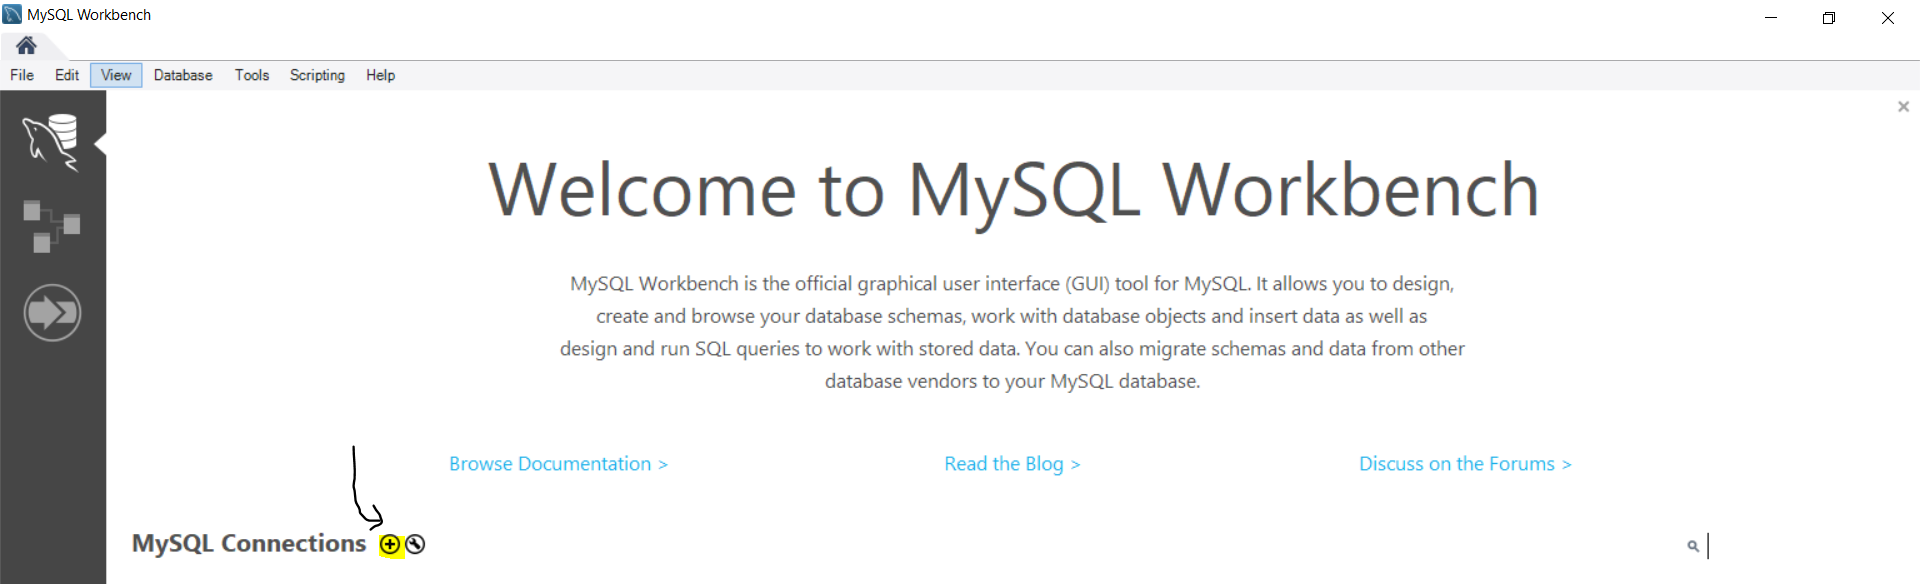 MySQL Workbench
File Edit View Database Tools Scripting Help
Welcome to MySQL Workbench
MySQL Workbench is the official graphical user interface (GUI) tool for MySQL. It allows you to design,
create and browse your database schemas, work with database objects and insert data as well as
design and run SQL queries to work with stored data. You can also migrate schemas and data from other
database vendors to your MySQL database.
Browse Documentation > Read the Blog > Discuss on the Forums >
MySQL Connections